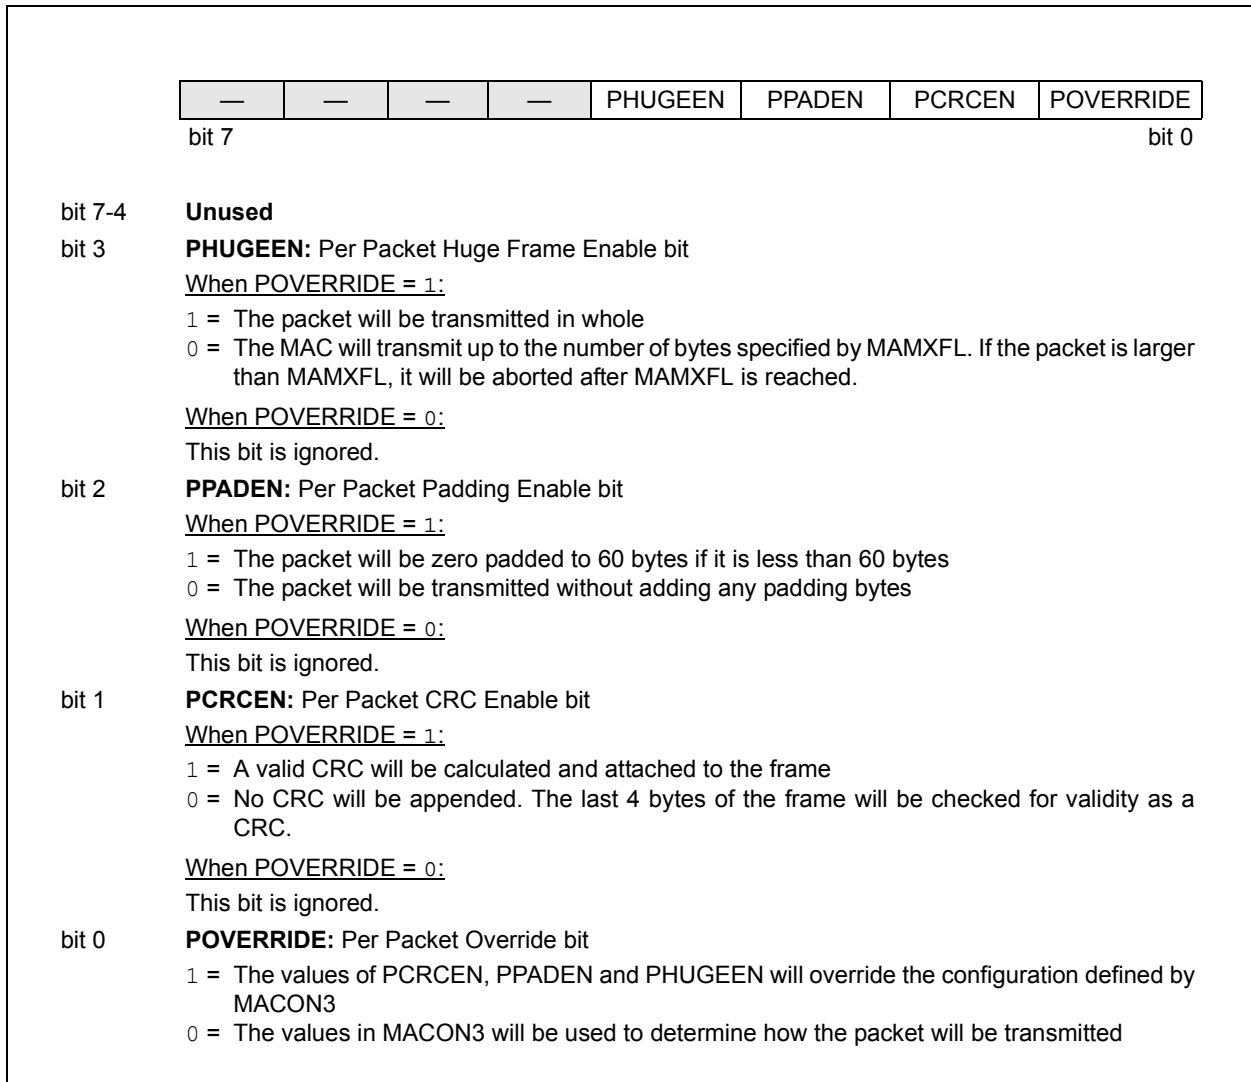 — — — — PHUGEEN PPADEN PCRCEN POVERRIDE
bit 7 bit 0
bit 7-4 Unused
bit 3 PHUGEEN: Per Packet Huge Frame Enable bit
When POVERRIDE = 1:
1 = The packet will be transmitted in whole
0 = The MAC will transmit up to the number of bytes specified by MAMXFL. If the packet is larger
than MAMXFL, it will be aborted after MAMXFL is reached.
When POVERRIDE = 0:
This bit is ignored.
bit 2 PPADEN: Per Packet Padding Enable bit
When POVERRIDE = 1:
1 = The packet will be zero padded to 60 bytes if it is less than 60 bytes
0 = The packet will be transmitted without adding any padding bytes
When POVERRIDE = 0:
This bit is ignored.
bit 1 PCRCEN: Per Packet CRC Enable bit
When POVERRIDE = 1:
1 = A valid CRC will be calculated and attached to the frame
0 = No CRC will be appended. The last 4 bytes of the frame will be checked for validity as a
CRC.
When POVERRIDE = 0:
This bit is ignored.
bit 0 POVERRIDE: Per Packet Override bit
1 = The values of PCRCEN, PPADEN and PHUGEEN will override the configuration defined by
MACON3
0 = The values in MACON3 will be used to determine how the packet will be transmitted